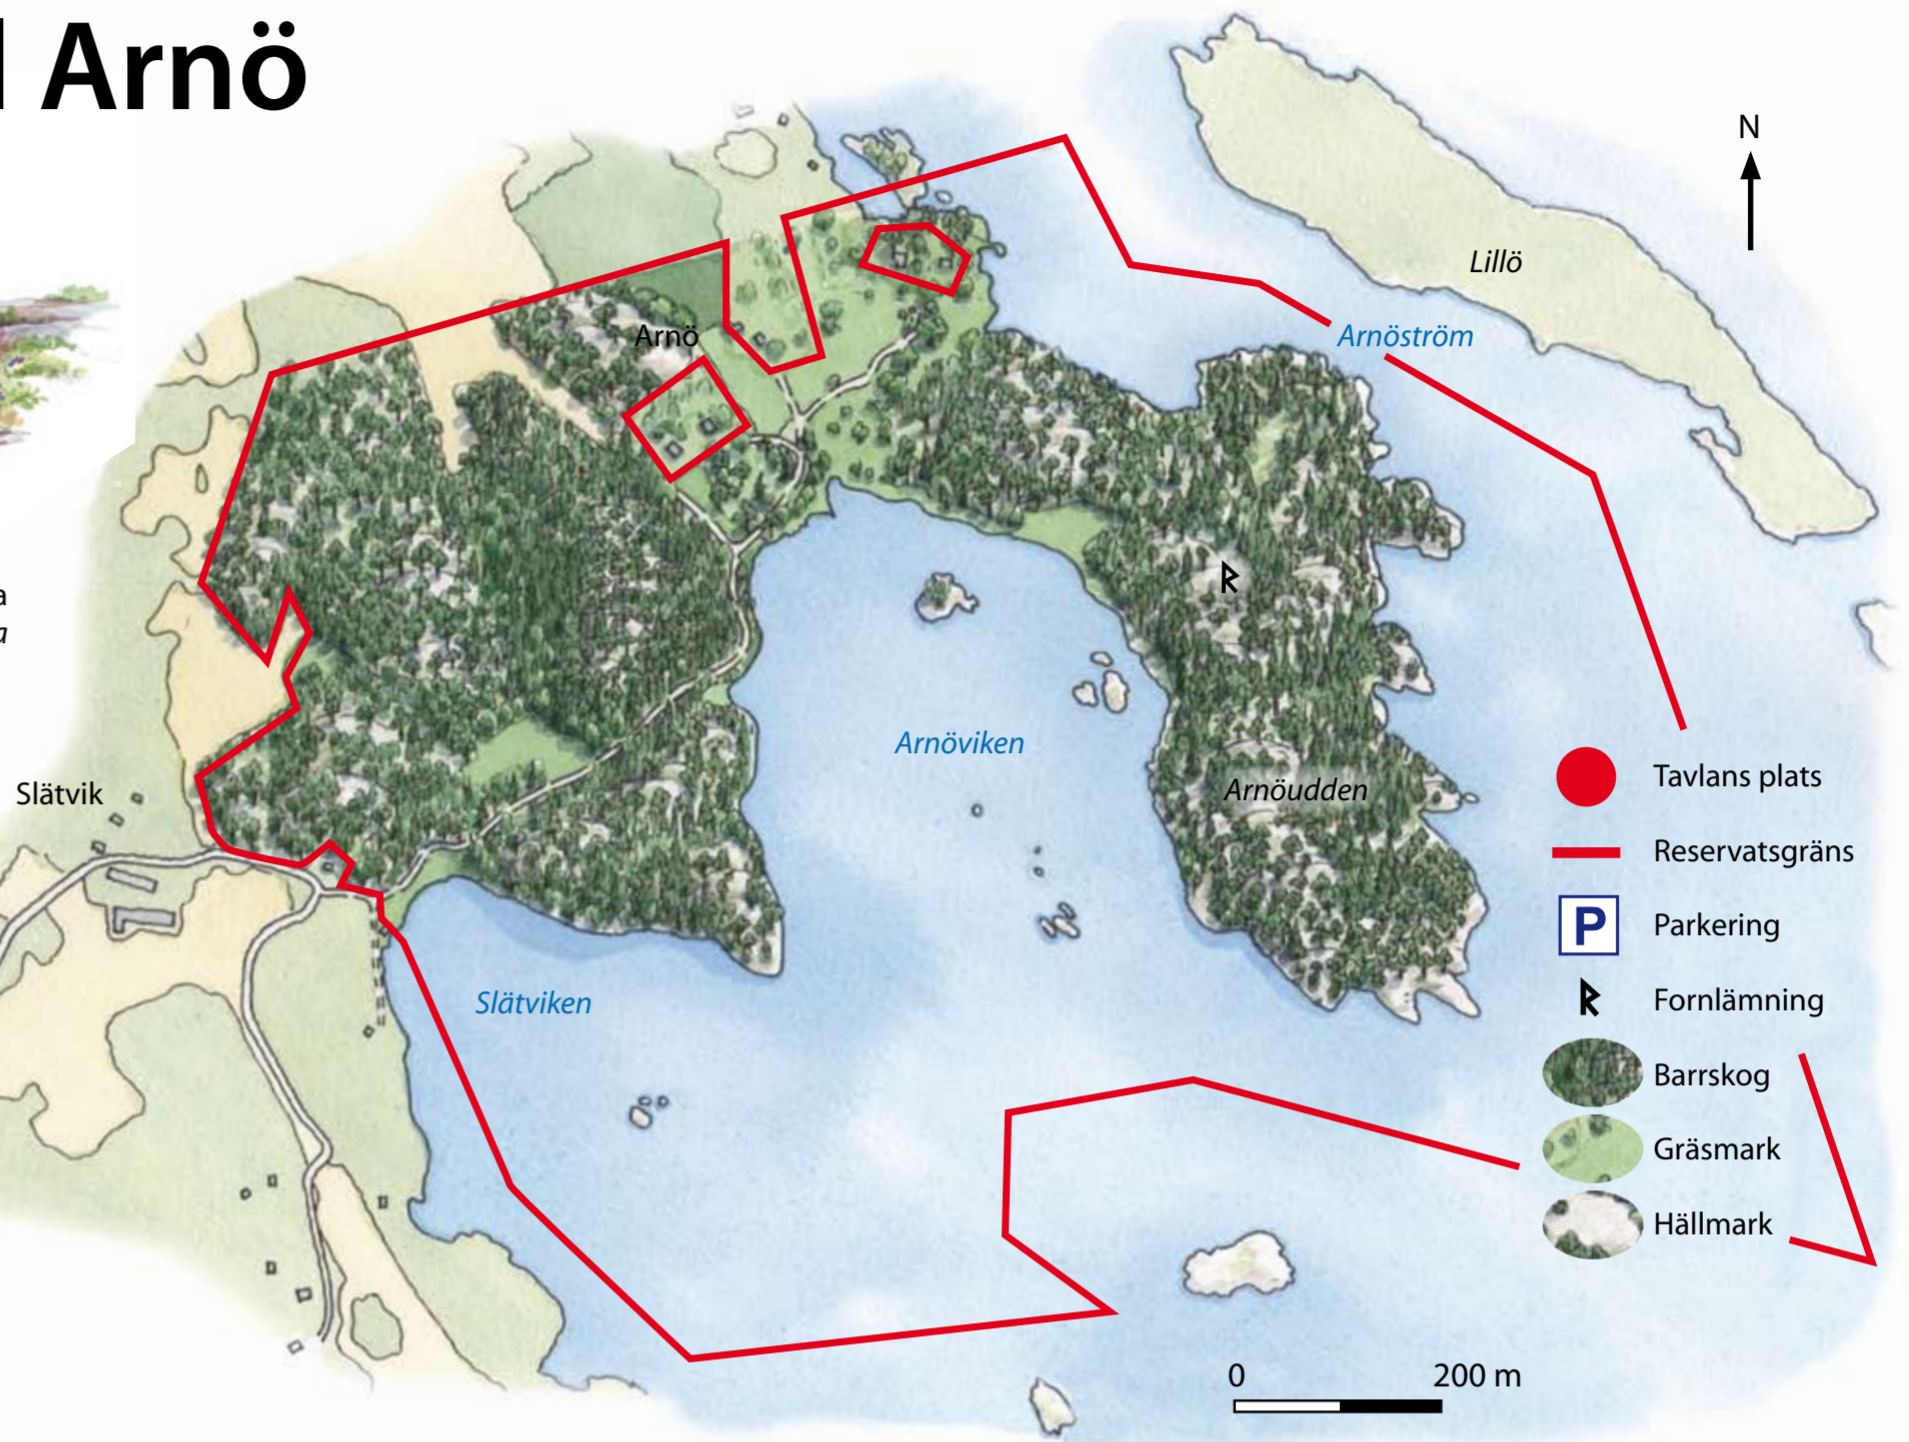 Arnö
N
Lillö
Arnöström
Arnö
a
a
Arnöviken
Slätvik
Arnöudden
Slätviken
Tavlans plats
Reservatsgräns
P Parkering
Fornlämning
Barrskog
Gräsmark
Hällmark
0 200 m